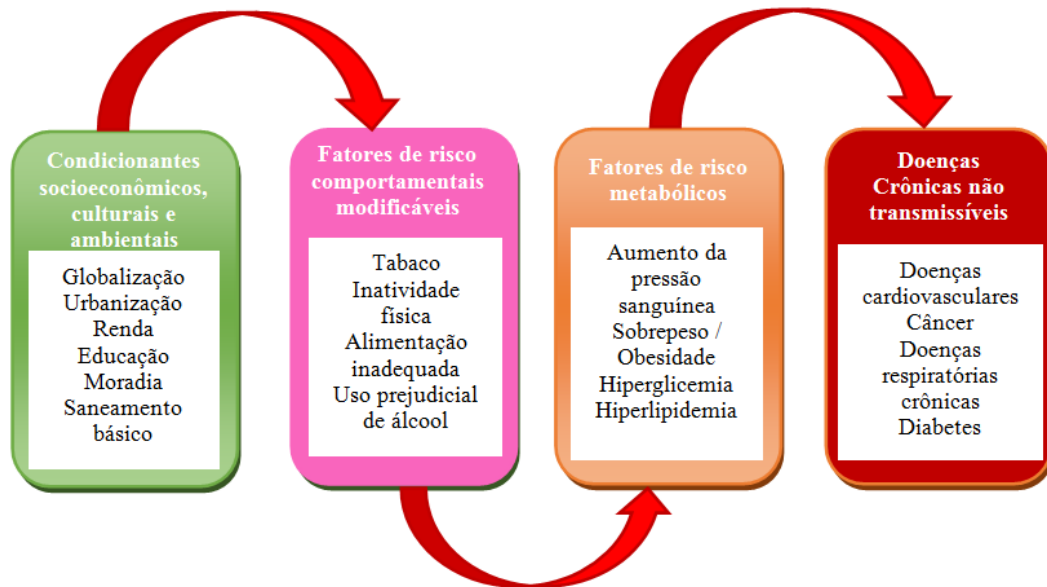 Condicionantes
socioeconômicos,
culturais e
ambientais
Globalização
Urbanização
Renda
Educação
Moradia
Saneamento
básico
Fatores de risco
comportamentais
modificáveis
Tabaco
Inatividade
física
Alimentação
inadequada
Uso prejudicial
de álcool
Fatores de risco
metabólicos
Aumento da
pressão
sanguínea
Sobrepeso /
Obesidade
Hiperglicemia
Hiperlipidemia
Doenças
Crônicas não
transmissíveis
Doenças
cardiovasculares
Câncer
Doenças
respiratórias
crônicas
Diabetes